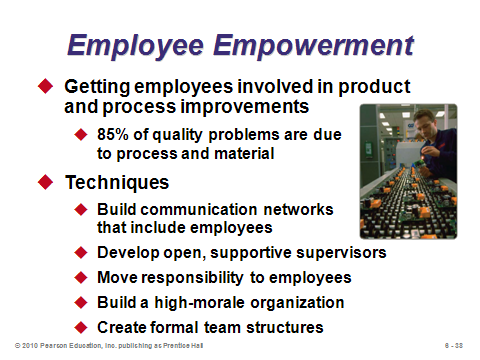 Employee Empowerment
Getting employees involved in product
and process improvements
85% of quality problems are due
to process and material
Techniques
Build communication networks
that include employees
Develop open, supportive supervisors
Move responsibility to employees
Build a high-morale organization
Create formal team structures
© 2010 Pearson Education, Inc. publishing as Prentice Hall
6 - 38